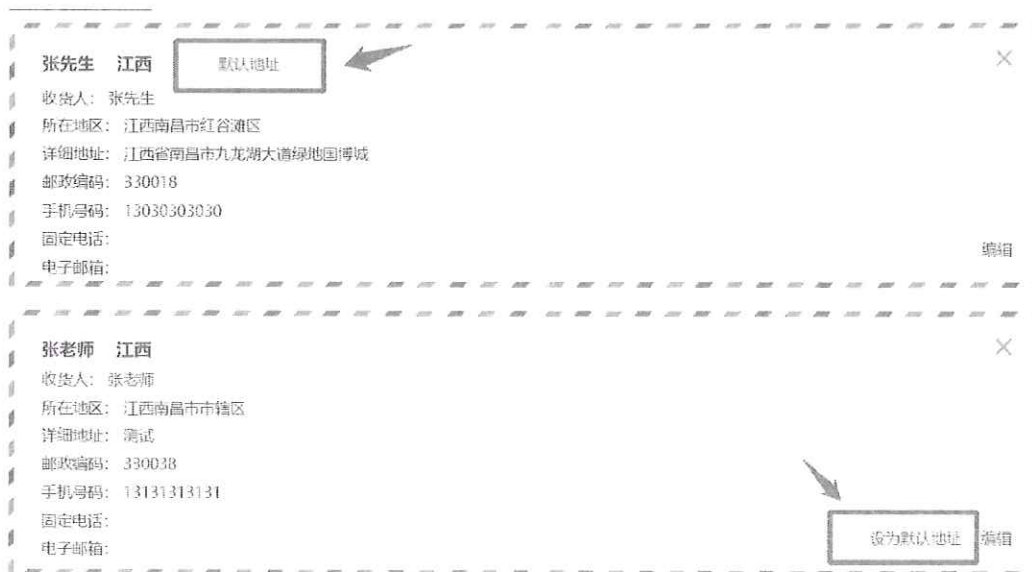 张先生 江西 默认地址
收货人： 张先生
所在地区： 江西南昌市红谷滩区
详细地址： 江西省南昌市九龙湖大道绿地国博城
邮政编码： 330018
手机号码： 13030303030
固定电话：
编辑
电子邮箱：
张老师 江西
收货人： 张老师
所在地区： 江西南昌市市辖区
详细地址： 测试
邮政编码： 330038
手机号码： 13131313131
固定电话：
设为默认地址 编辑
电子邮箱：